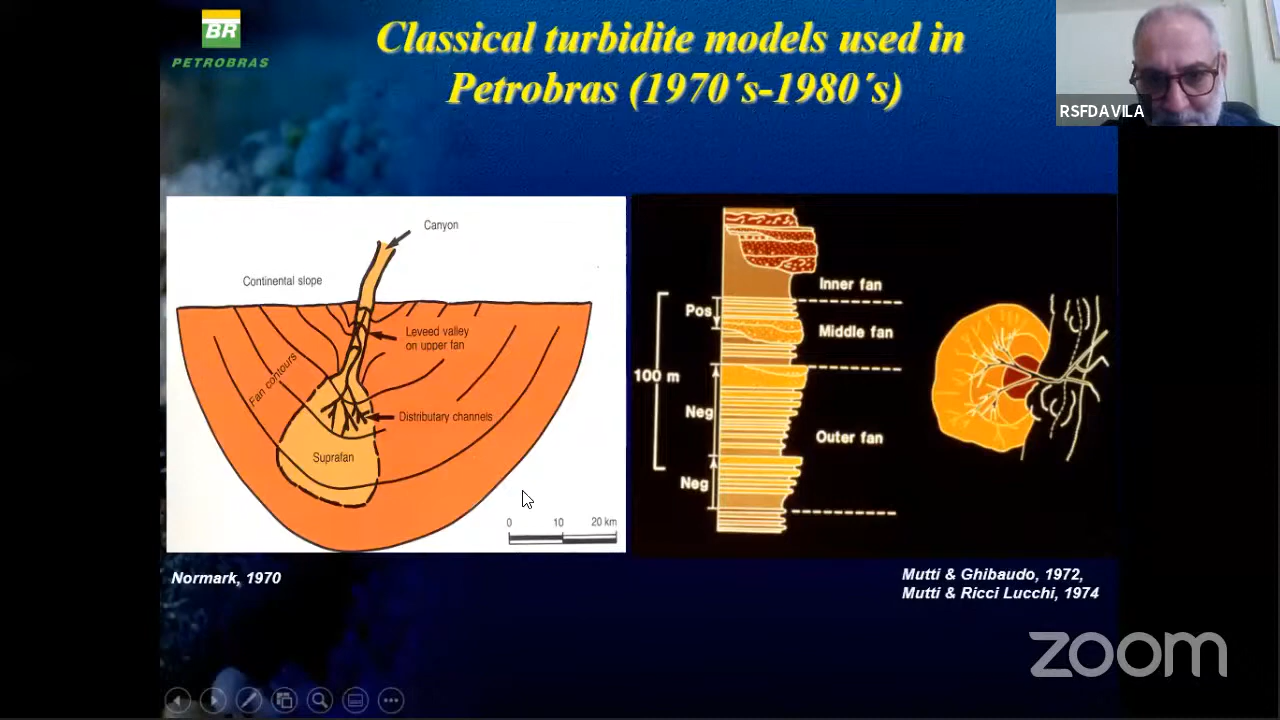 BR
PETROBRAS
Classical turbidite models used in
Petrobras (1970´s-1980´s)
RSFDAVILA
Canyon
Continental slope
Leveed valley
on upper fan
Fan contours
Distributary channels
Suprafan
0 10 20 km
Normark, 1970
Inner fan
Pos
Middle fan
100 m
Neg
Outer fan
Neg
Mutti & Ghibaudo, 1972,
Mutti & Ricci Lucchi, 1974
zoom